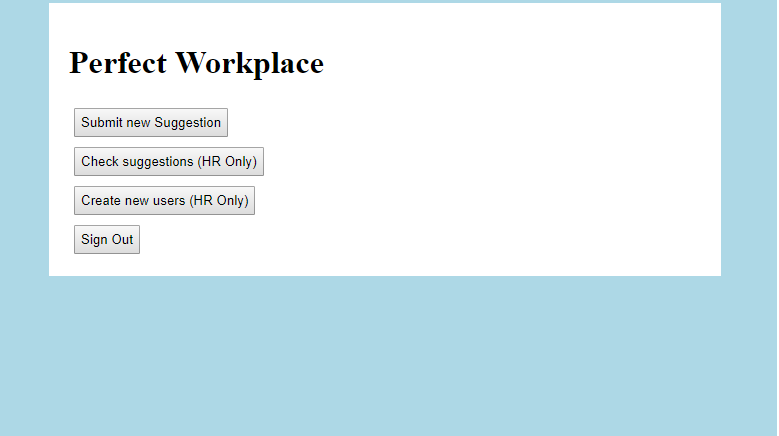 Perfect Workplace
Submit new Suggestion
Check suggestions (HR Only)
Create new users (HR Only)
Sign Out